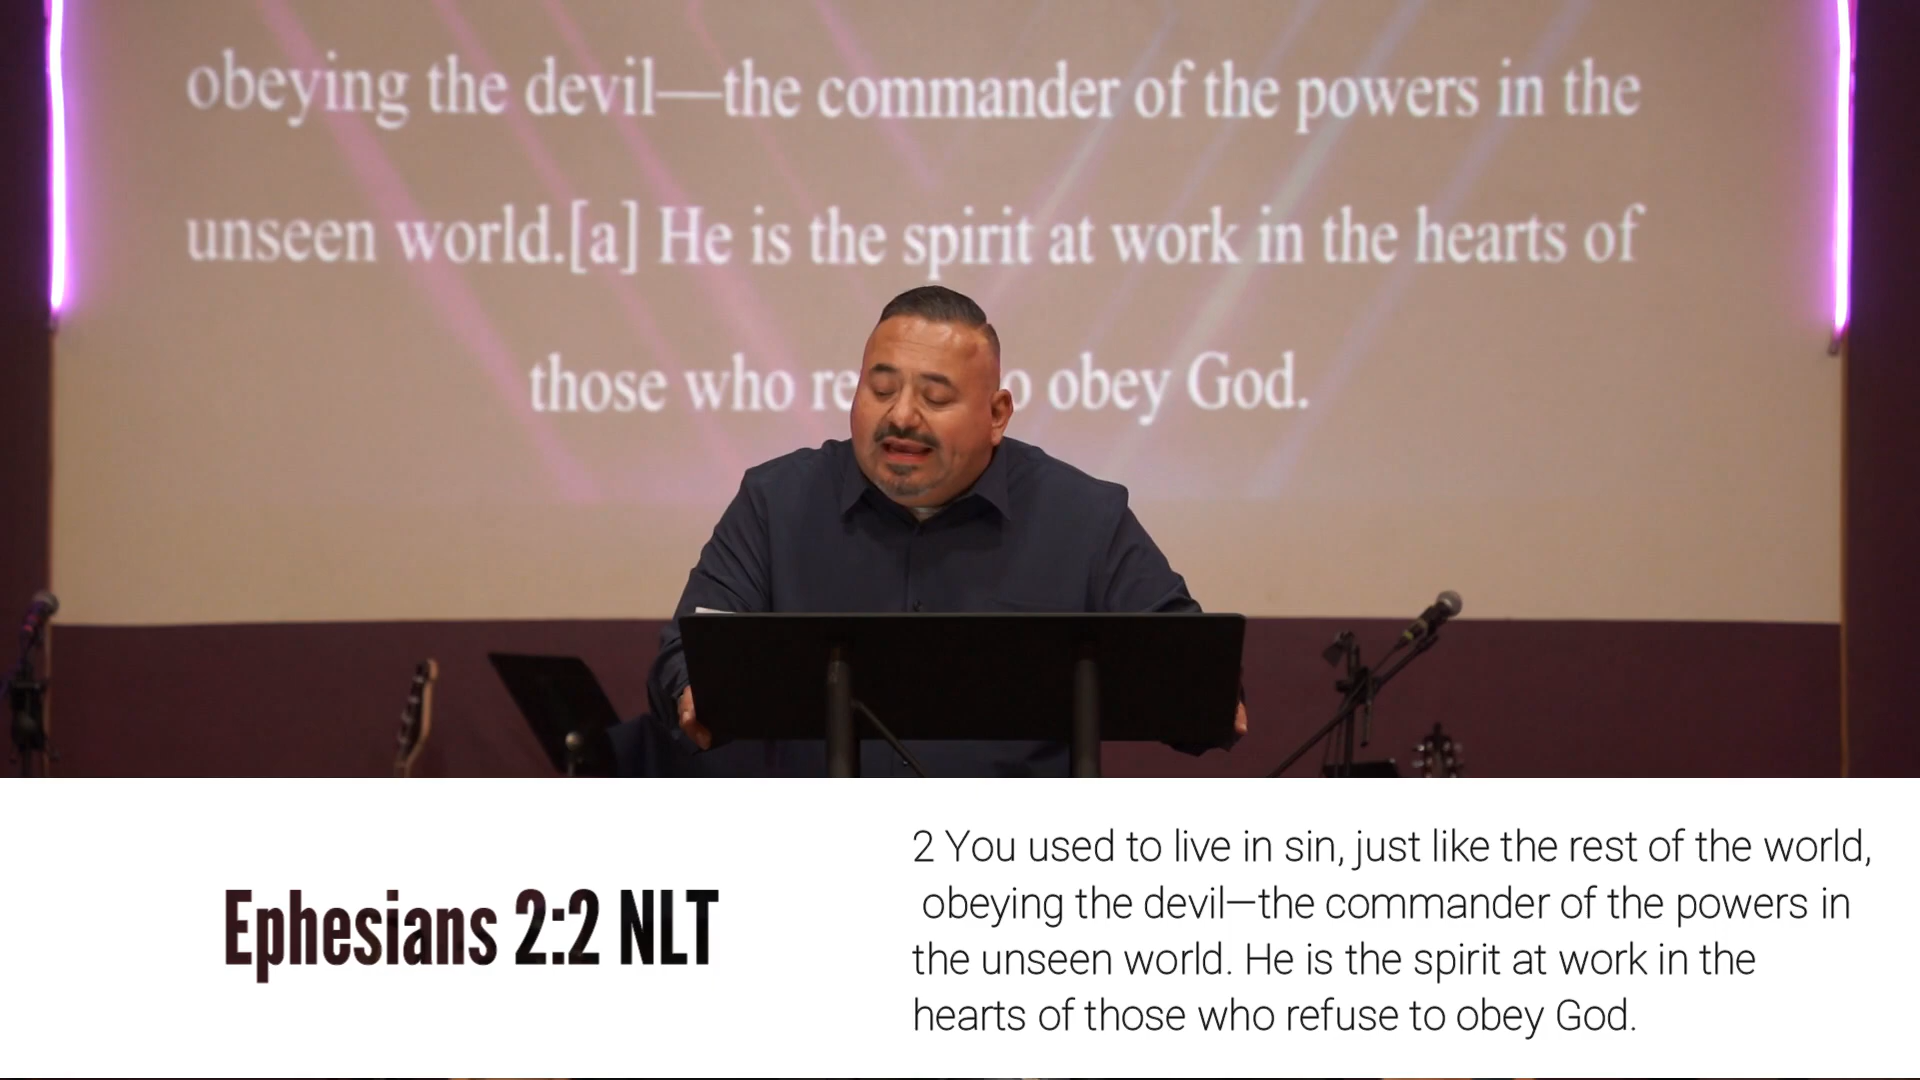 obeying the devil—the commander of the powers in the
unseen world.[a] He is the spirit at work in the hearts of
those who re o obey God.
Ephesians 2:2 NLT
2 You used to live in sin, just like the rest of the world,
obeying the devil—the commander of the powers in
the unseen world. He is the spirit at work in the
hearts of those who refuse to obey God.